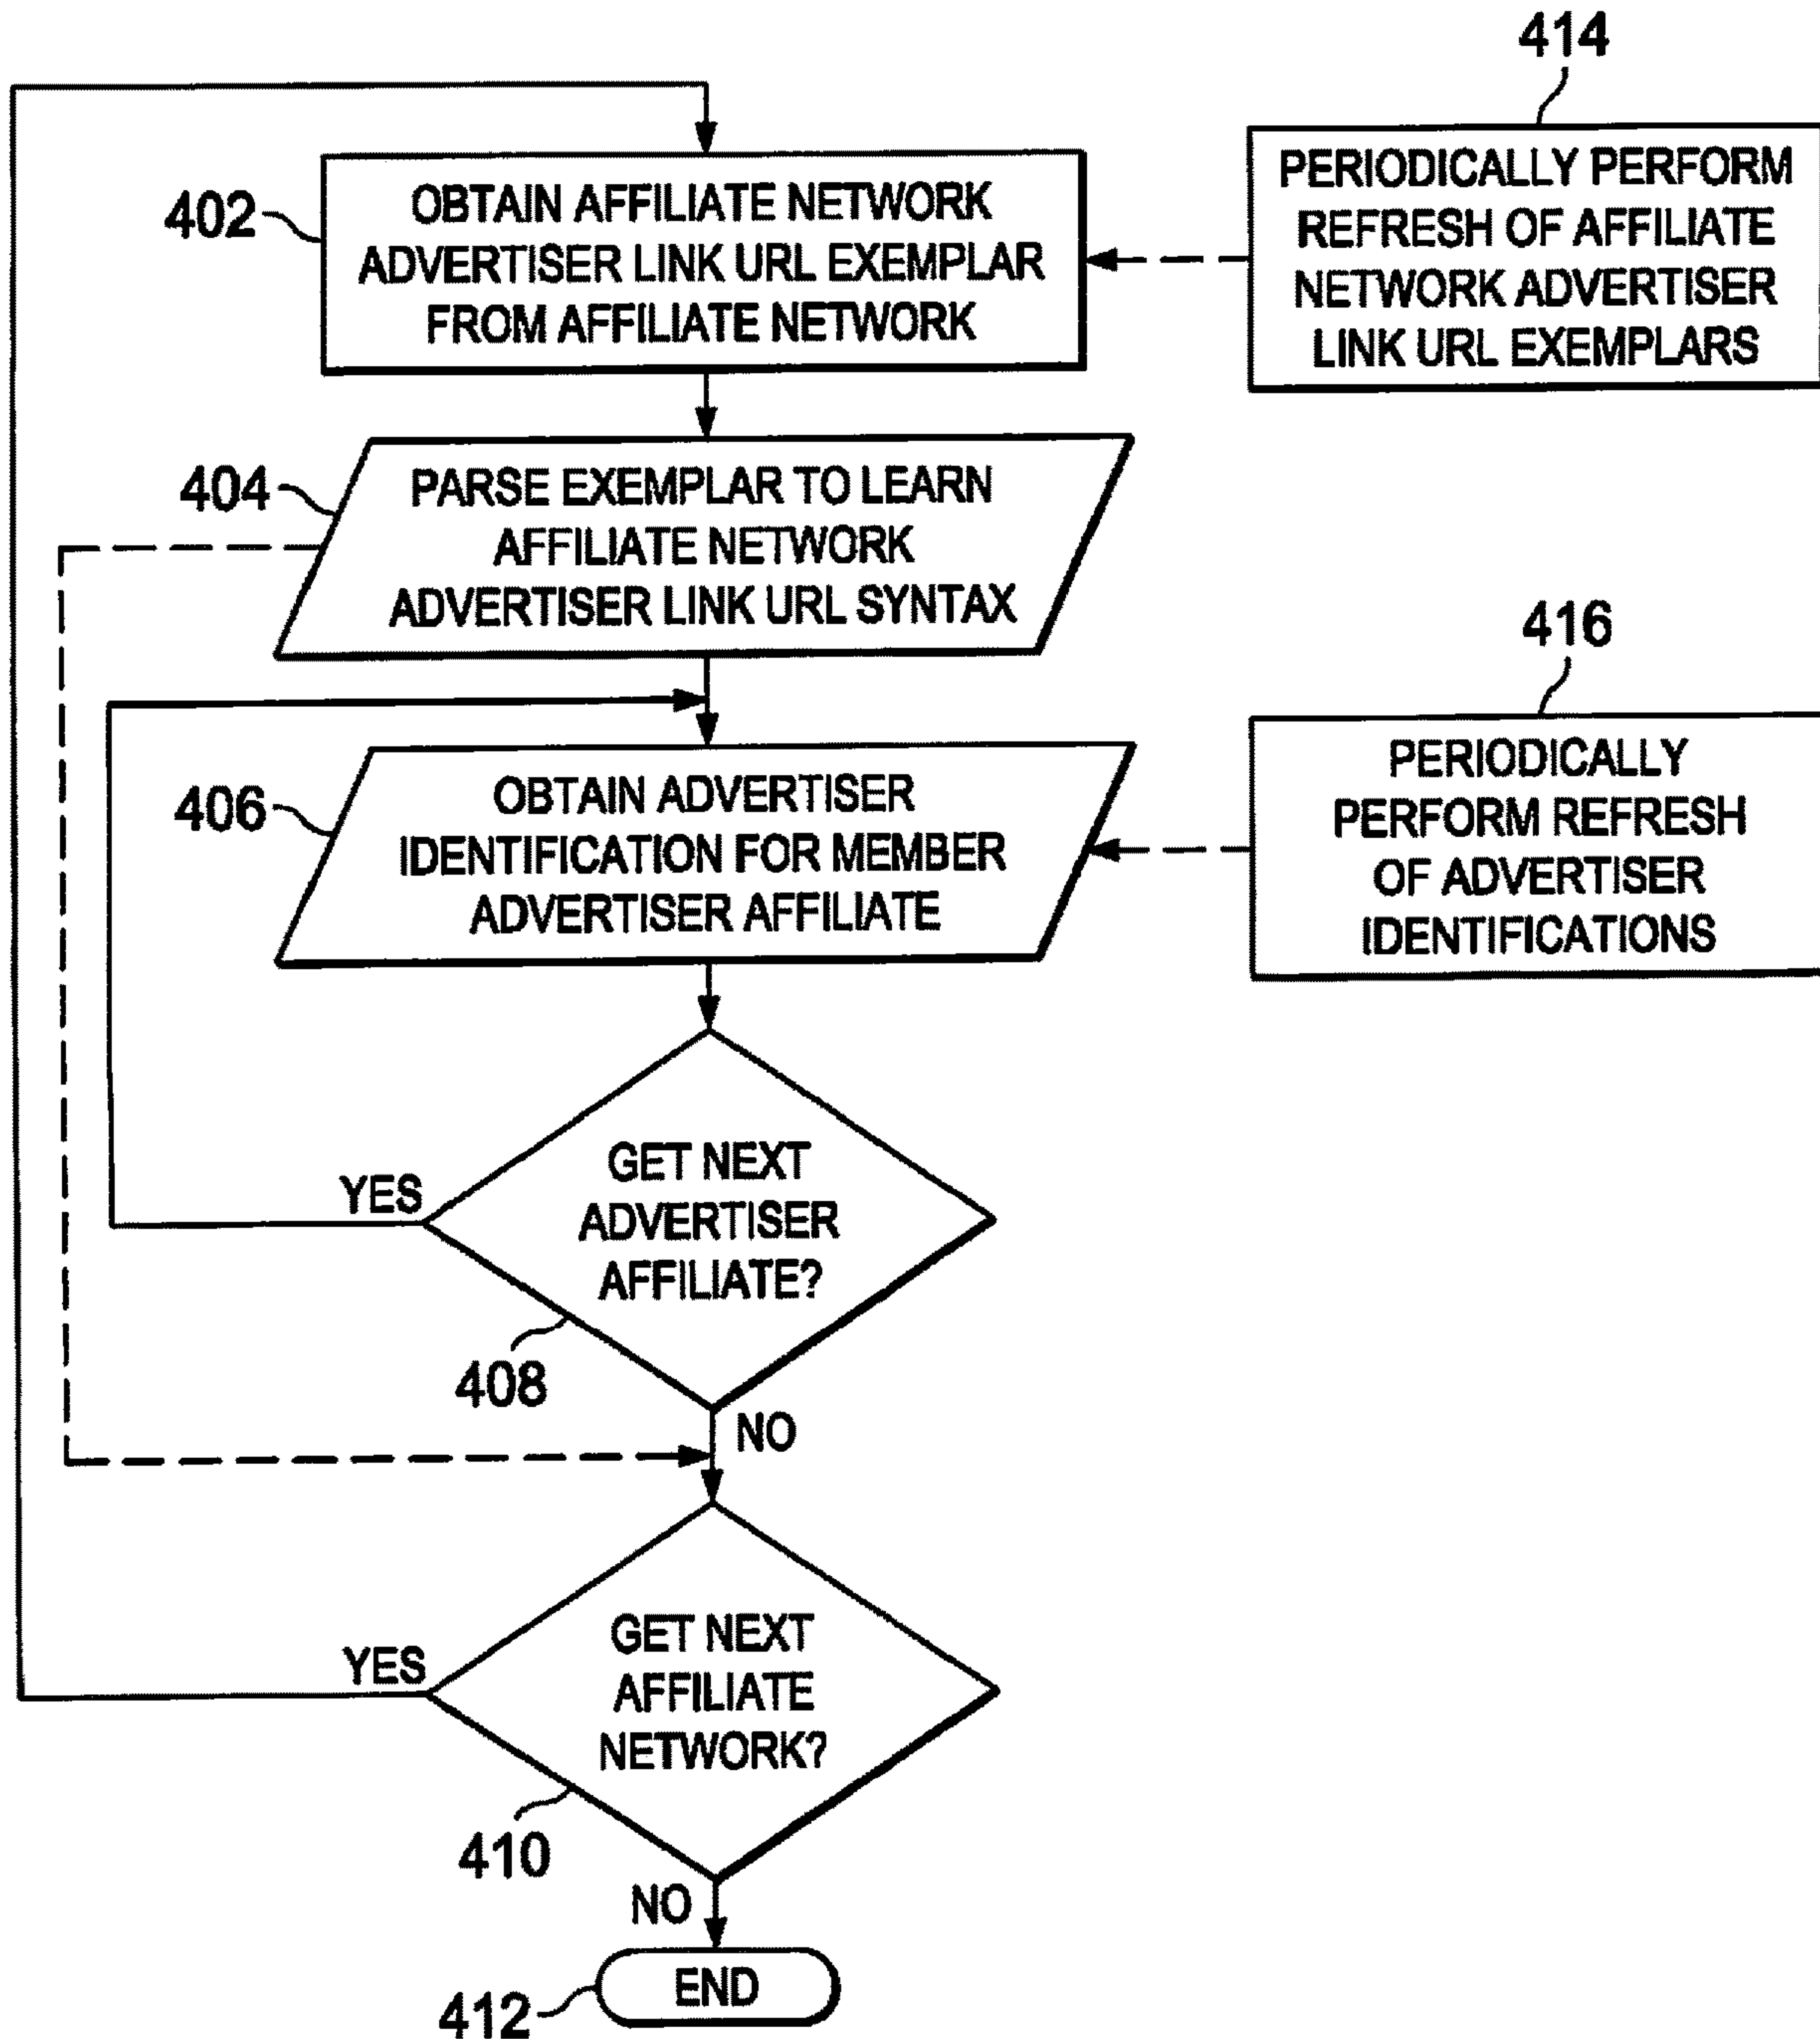 414
402
OBTAIN AFFILIATE NETWORK
ADVERTISER LINK URL EXEMPLAR
FROM AFFILIATE NETWORK
PERIODICALLY PERFORM
REFRESH OF AFFILIATE
NETWORK ADVERTISER
LINK URL EXEMPLARS
404
PARSE EXEMPLAR TO LEARN
AFFILIATE NETWORK
ADVERTISER LINK URL SYNTAX
416
406
OBTAIN ADVERTISER
IDENTIFICATION FOR MEMBER
ADVERTISER AFFILIATE
PERIODICALLY
PERFORM REFRESH
OF ADVERTISER
IDENTIFICATIONS
YES
GET NEXT
ADVERTISER
AFFILIATE?
408
NO
YES
GET NEXT
AFFILIATE
NETWORK?
410
NO
END
412